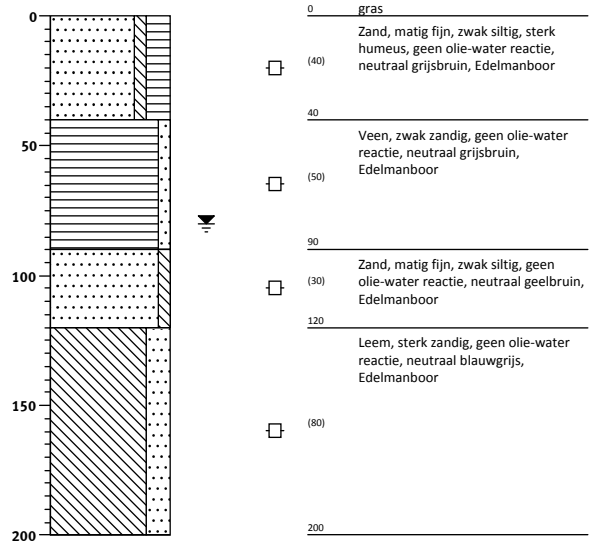 0
gras
0
Zand, matig fijn, zwak siltig, sterk
humeus, geen olie-water reactie,
neutraal grijsbruin, Edelmanboor
(40)
40
50
Veen, zwak zandig, geen olie-water
reactie, neutraal grijsbruin,
Edelmanboor
(50)
90
100
Zand, matig fijn, zwak siltig, geen
olie-water reactie, neutraal geelbruin,
Edelmanboor
(30)
120
Leem, sterk zandig, geen olie-water
reactie, neutraal blauwgrijs,
Edelmanboor
150
(80)
200
200